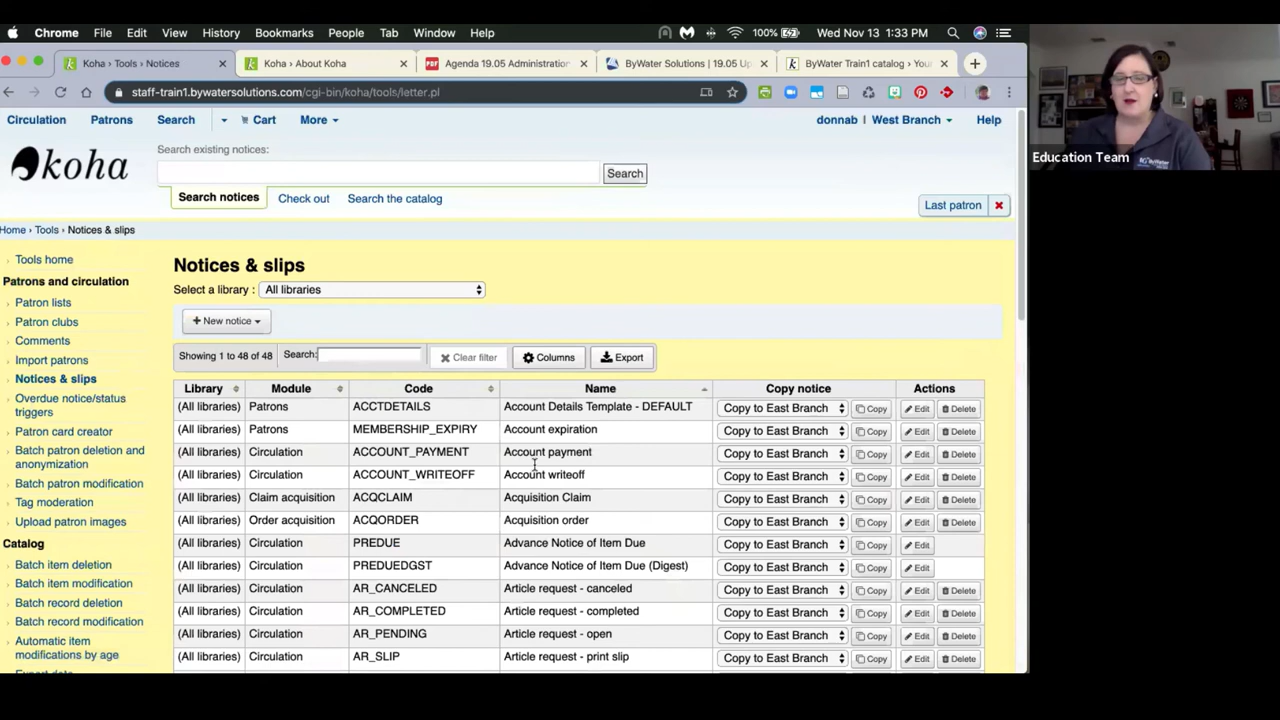 Chrome File Edit View History Bookmarks People Tab Window Help 100% Wed Nov 13 1:33 PM
Koha › Tools › Notices × Koha › About Koha × PDF Agenda 19.05 Administration × ByWater Solutions | 19.05 Up × ByWater Train1 catalog › You ×
staff-train1.bywatersolutions.com/cgi-bin/koha/tools/letter.pl
Circulation Patrons Search Cart More donnab | West Branch Help
koha
Search existing notices:
Search
Search notices Check out Search the catalog
Last patron
Education Team
ByWater
Home › Tools › Notices & slips
Tools home
Patrons and circulation
Patron lists
Patron clubs
Comments
Import patrons
Notices & slips
Overdue notice/status
triggers
Patron card creator
Batch patron deletion and
anonymization
Batch patron modification
Tag moderation
Upload patron images
Catalog
Batch item deletion
Batch item modification
Batch record deletion
Batch record modification
Automatic item
modifications by age
Notices & slips
Select a library : All libraries
+ New notice
Showing 1 to 48 of 48 Search: Clear filter Columns Export
Library Module Code Name Copy notice Actions
(All libraries) Patrons ACCTDETAILS Account Details Template - DEFAULT Copy to East Branch Copy Edit Delete
(All libraries) Patrons MEMBERSHIP_EXPIRY Account expiration Copy to East Branch Copy Edit Delete
(All libraries) Circulation ACCOUNT_PAYMENT Account payment Copy to East Branch Copy Edit Delete
(All libraries) Circulation ACCOUNT_WRITEOFF Account writeoff Copy to East Branch Copy Edit Delete
(All libraries) Claim acquisition ACQCLAIM Acquisition Claim Copy to East Branch Copy Edit Delete
(All libraries) Order acquisition ACQORDER Acquisition order Copy to East Branch Copy Edit Delete
(All libraries) Circulation PREDUE Advance Notice of Item Due Copy to East Branch Copy Edit
(All libraries) Circulation PREDUEDGST Advance Notice of Item Due (Digest) Copy to East Branch Copy Edit
(All libraries) Circulation AR_CANCELED Article request - canceled Copy to East Branch Copy Edit Delete
(All libraries) Circulation AR_COMPLETED Article request - completed Copy to East Branch Copy Edit Delete
(All libraries) Circulation AR_PENDING Article request - open Copy to East Branch Copy Edit Delete
(All libraries) Circulation AR_SLIP Article request - print slip Copy to East Branch Copy Edit Delete